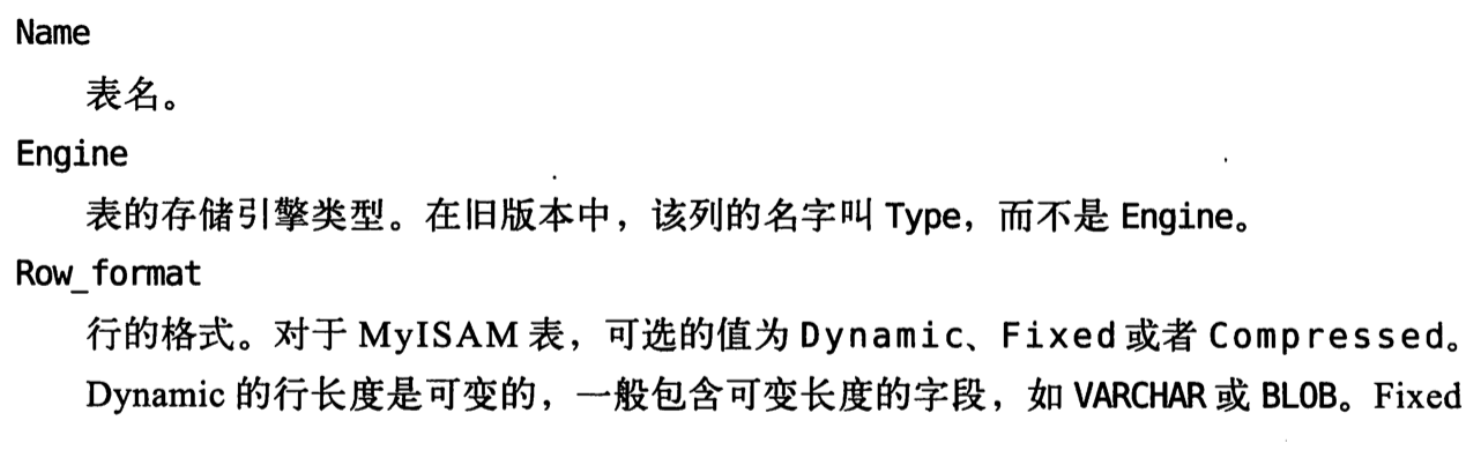 Name
表名。
Engine
表的存储引擎类型。在旧版本中，该列的名字叫 Type，而不是 Engine。
Row_format
行的格式。对于 MyISAM 表，可选的值为 Dynamic、Fixed 或者 Compressed。
Dynamic 的行长度是可变的，一般包含可变长度的字段，如 VARCHAR 或 BLOB。Fixed